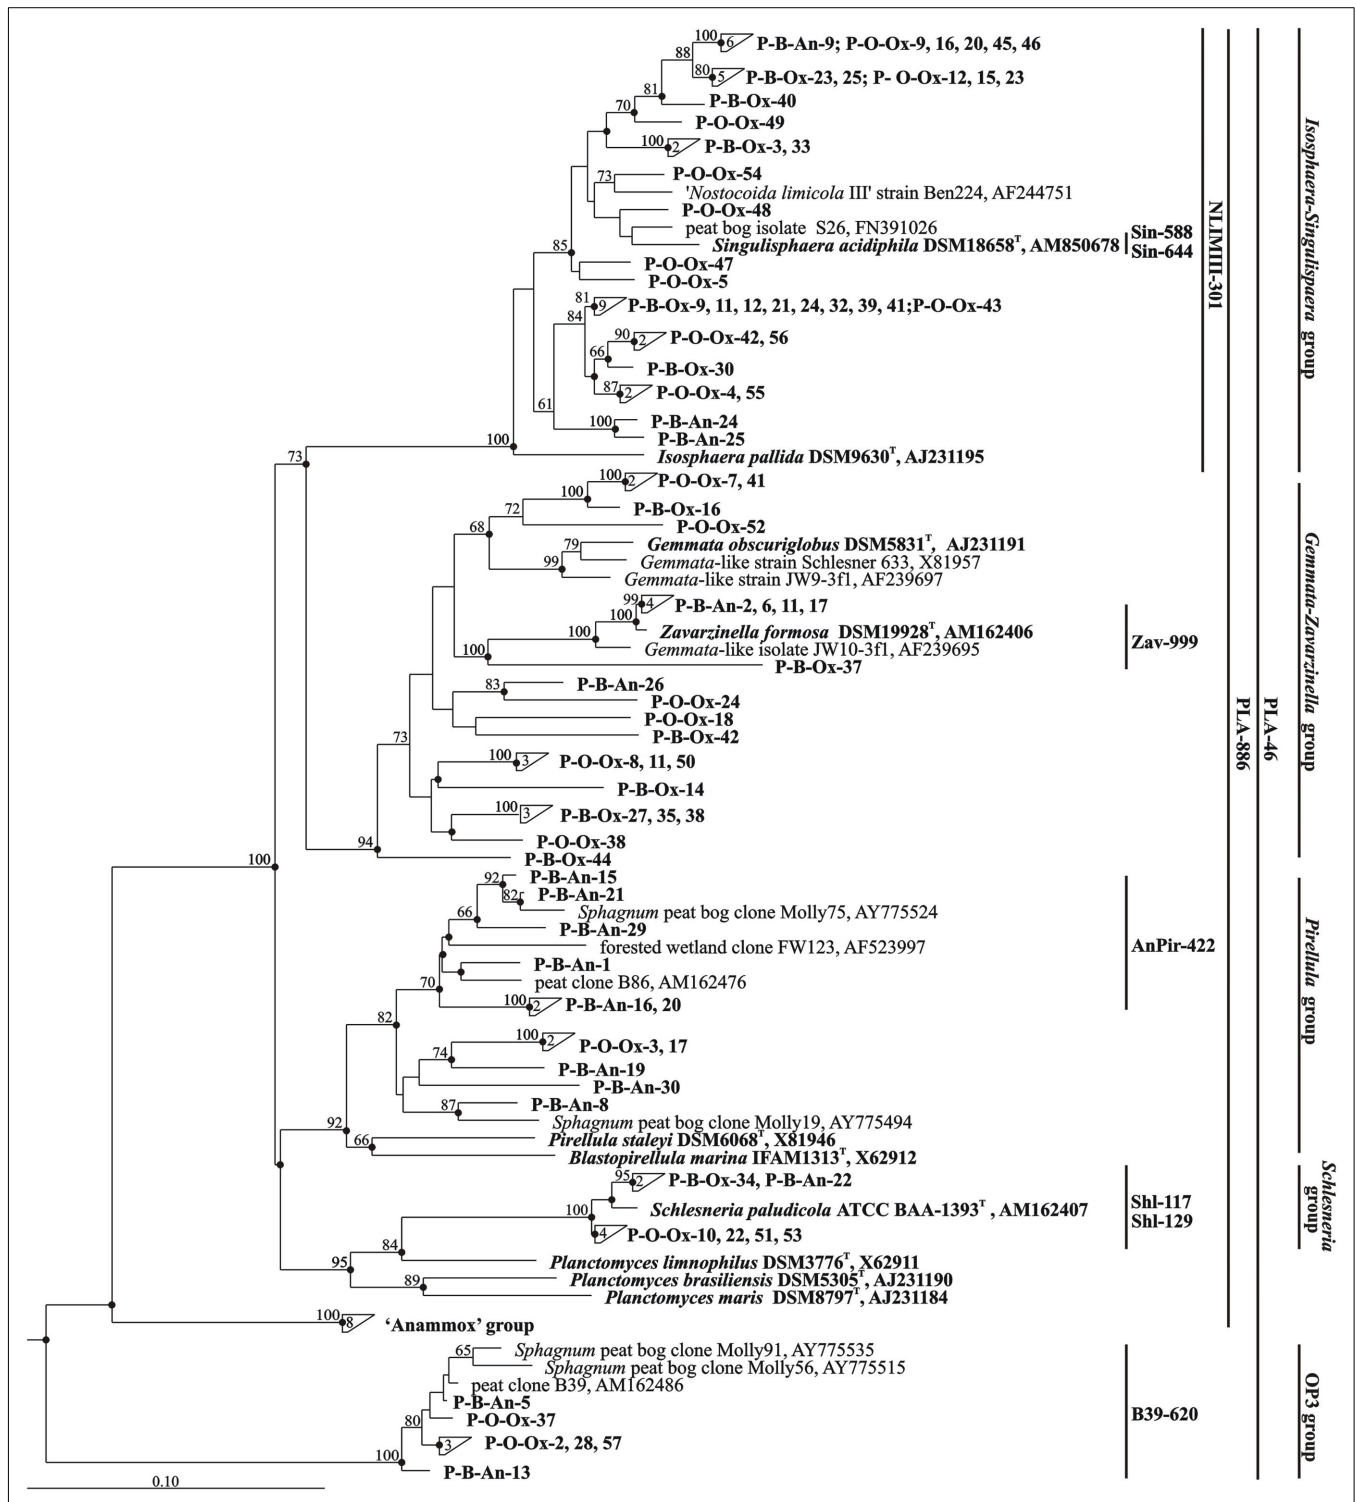 100 6 P-B-An-9; P-O-Ox-9, 16, 20, 45, 46
88
80 5 P-B-Ox-23, 25; P- O-Ox-12, 15, 23
81 P-B-Ox-40
70 P-O-Ox-49
100 2 P-B-Ox-3, 33
73 P-O-Ox-54
'Nostocoida limicola III' strain Ben224, AF244751
P-O-Ox-48
peat bog isolate S26, FN391026
Singulisphaera acidiphila DSM18658T, AM850678
Sin-588
Sin-644
85
P-O-Ox-47
P-O-Ox-5
81 9 P-B-Ox-9, 11, 12, 21, 24, 32, 39, 41;P-O-Ox-43
84
90 2 P-O-Ox-42, 56
66
P-B-Ox-30
87 2 P-O-Ox-4, 55
61
100 P-B-An-24
P-B-An-25
100
Isosphaera pallida DSM9630T, AJ231195
NLIMIII-301
Isosphaera-Singulispaera group
73
100 2 P-O-Ox-7, 41
100
P-B-Ox-16
72
P-O-Ox-52
68
79 Gemmata obscuriglobus DSM5831T, AJ231191
Gemmata-like strain Schlesner 633, X81957
99
Gemmata-like strain JW9-3f1, AF239697
99 4 P-B-An-2, 6, 11, 17
100
Zavarzinella formosa DSM19928T, AM162406
100
Gemmata-like isolate JW10-3f1, AF239695
100
P-B-Ox-37
Zav-999
83 P-B-An-26
P-O-Ox-24
P-O-Ox-18
P-B-Ox-42
73
100 3 P-O-Ox-8, 11, 50
P-B-Ox-14
100 3 P-B-Ox-27, 35, 38
P-O-Ox-38
94
P-B-Ox-44
Gemmata-Zavarzinella group
PLA-886
PLA-46
100
92 P-B-An-15
82 P-B-An-21
Sphagnum peat bog clone Molly75, AY775524
66
P-B-An-29
forested wetland clone FW123, AF523997
P-B-An-1
peat clone B86, AM162476
70
100 2 P-B-An-16, 20
AnPir-422
82
100 2 P-O-Ox-3, 17
74
P-B-An-19
P-B-An-30
87 P-B-An-8
Sphagnum peat bog clone Molly19, AY775494
92
66 Pirellula staleyi DSM6068T, X81946
Blastopirellula marina IFAM1313T, X62912
Pirellula group
95 2 P-B-Ox-34, P-B-An-22
Schlesneria paludicola ATCC BAA-1393T , AM162407
100
4 P-O-Ox-10, 22, 51, 53
Shl-117
Shl-129
Schlesneria
group
84
Planctomyces limnophilus DSM3776T, X62911
95
Planctomyces brasiliensis DSM5305T, AJ231190
89
Planctomyces maris DSM8797T, AJ231184
100 8 ‘Anammox’ group
65 Sphagnum peat bog clone Molly91, AY775535
Sphagnum peat bog clone Molly56, AY775515
peat clone B39, AM162486
P-B-An-5
P-O-Ox-37
80
3 P-O-Ox-2, 28, 57
100
P-B-An-13
B39-620
OP3 group
0.10